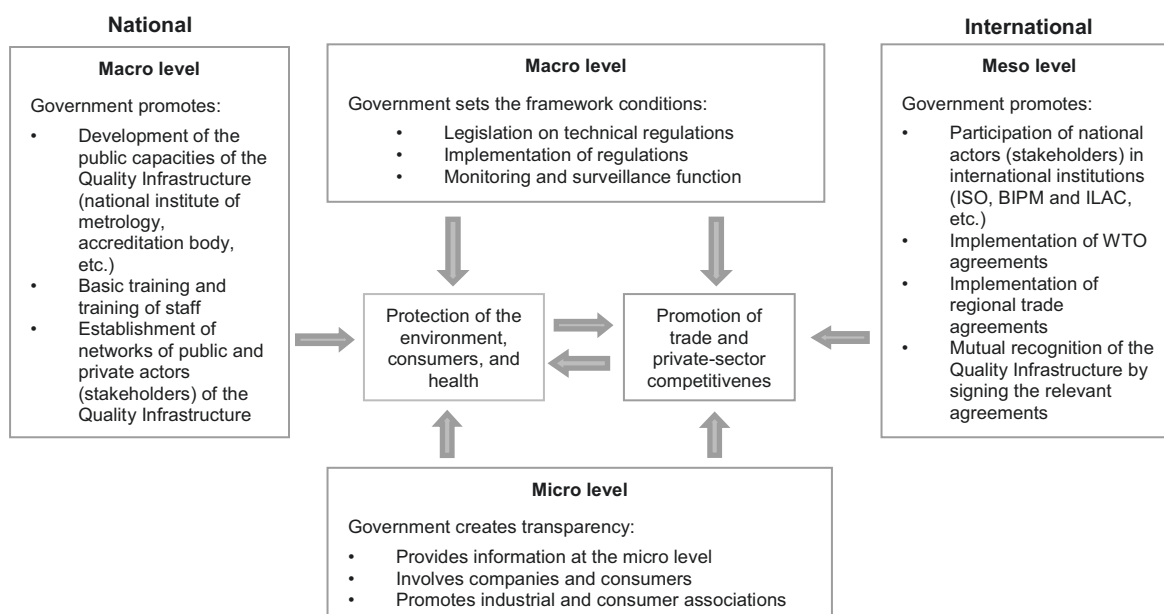 National
Macro level
Government promotes:
• Development of the
public capacities of the
Quality Infrastructure
(national institute of
metrology,
accreditation body,
etc.)
• Basic training and
training of staff
• Establishment of
networks of public and
private actors
(stakeholders) of the
Quality Infrastructure
Macro level
Government sets the framework conditions:
• Legislation on technical regulations
• Implementation of regulations
• Monitoring and surveillance function
International
Meso level
Government promotes:
• Participation of national
actors (stakeholders) in
international institutions
(ISO, BIPM and ILAC,
etc.)
• Implementation of WTO
agreements
• Implementation of
regional trade
agreements
• Mutual recognition of the
Quality Infrastructure by
signing the relevant
agreements
Protection of the
environment,
consumers, and
health
Promotion of
trade and
private-sector
competitivenes
Micro level
Government creates transparency:
• Provides information at the micro level
• Involves companies and consumers
• Promotes industrial and consumer associations